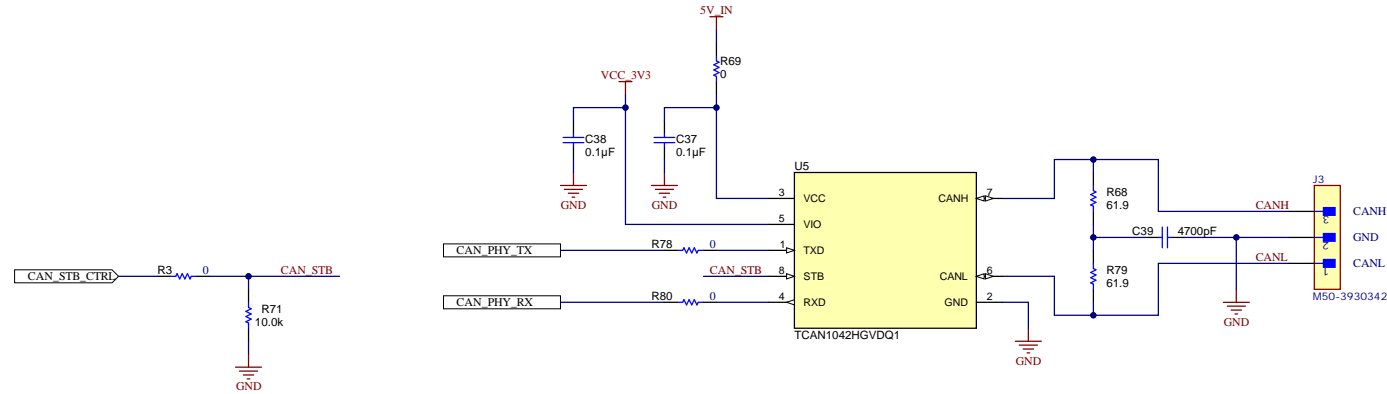 5V_IN
R69
0
VCC_3V3
C38
0.1µF
C37
0.1µF
GND
GND
U5
3
VCC
5
VIO
CAN_PHY_TX
R78
0
1
TXD
CAN_STB
8
STB
CAN_PHY_RX
R80
0
4
RXD
CANH
7
CANL
6
GND
2
TCAN1042HGVDQ1
GND
R68
61.9
C39
4700pF
R79
61.9
GND
J3
CANH
3
CANH
2
GND
CANL
1
CANL
M50-3930342
CAN_STB_CTRL
R3
0
CAN_STB
R71
10.0k
GND